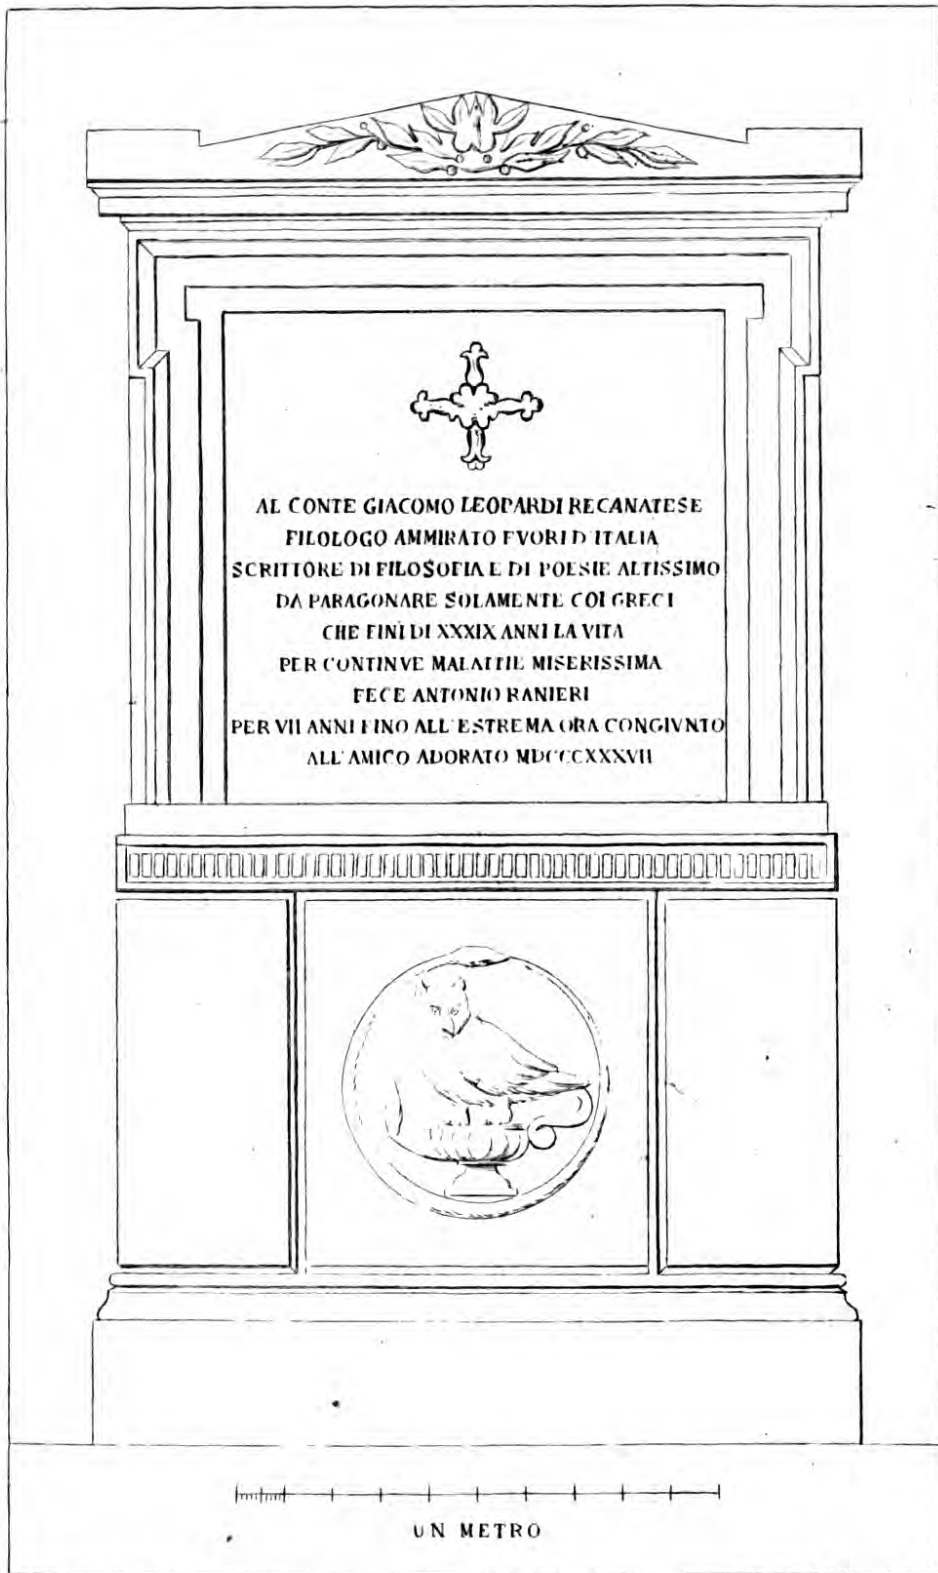 AL CONTE GIACOMO LEOPARDI RECANATESE
FILOLOGO AMMIRATO FVORI D'ITALIA
SCRITTORE DI FILOSOFIA E DI POESIE ALTISSIMO
DA PARAGONARE SOLAMENTE COI GRECI
CHE FINÌ DI XXXIX ANNI LA VITA
PER CONTINVE MALATTIE MISERISSIMA
FECE ANTONIO RANIERI
PER VII ANNI FINO ALL'ESTREMA ORA CONGIVNTO
ALL'AMICO ADORATO MDCCCXXXVII
UN METRO